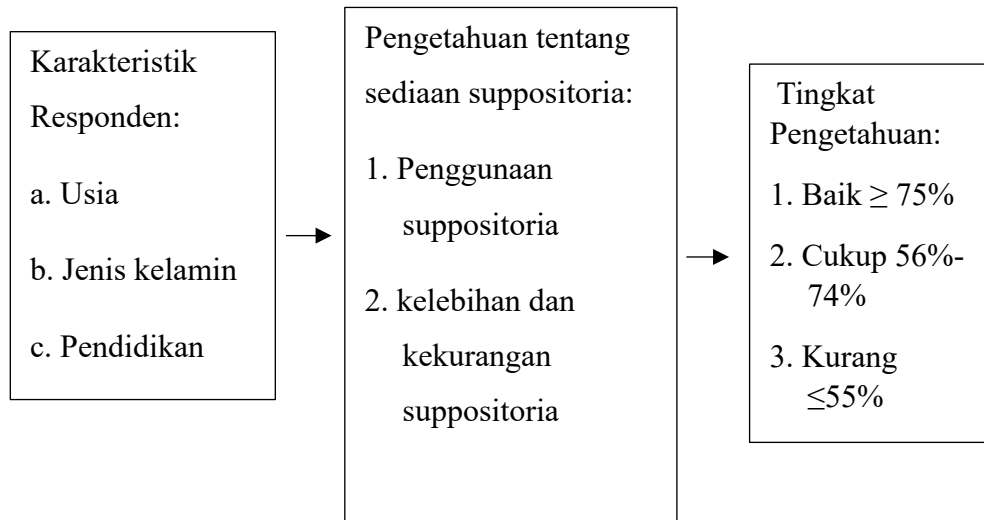 Karakteristik
Responden:
a. Usia
b. Jenis kelamin
c. Pendidikan
Pengetahuan tentang
sediaan suppositoria:
1. Penggunaan
suppositoria
2. kelebihan dan
kekurangan
suppositoria
Tingkat
Pengetahuan:
1. Baik ≥ 75%
2. Cukup 56%-
74%
3. Kurang
≤55%